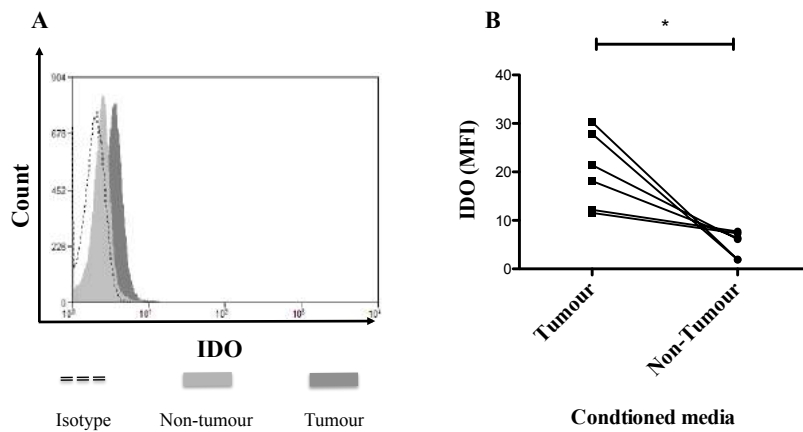 A
904
678
452
226
0
10⁰
10¹
10²
10³
10⁴
Count
IDO
Isotype
Non-tumour
Tumour
B
*
40
30
20
10
0
IDO (MFI)
Tumour
Non-Tumour
Condtioned media